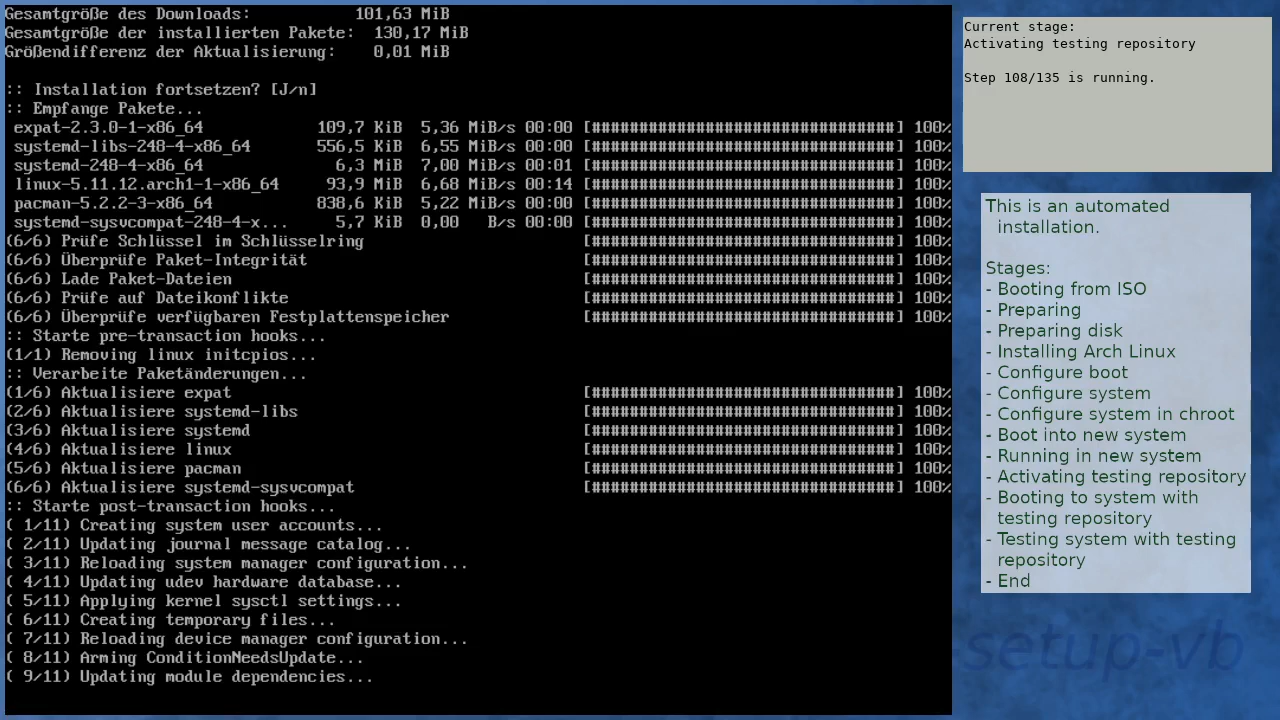 Gesamtgröße des Downloads: 101,63 MiB
Gesamtgröße der installierten Pakete: 130,17 MiB
Größendifferenz der Aktualisierung: 0,01 MiB
:: Installation fortsetzen? [J/n]
:: Empfange Pakete...
expat-2.3.0-1-x86_64 109,7 KiB 5,36 MiB/s 00:00 [################################] 100%
systemd-libs-248-4-x86_64 556,5 KiB 6,55 MiB/s 00:00 [################################] 100%
systemd-248-4-x86_64 6,3 MiB 7,00 MiB/s 00:01 [################################] 100%
linux-5.11.12.arch1-1-x86_64 93,9 MiB 6,68 MiB/s 00:14 [################################] 100%
pacman-5.2.2-3-x86_64 838,6 KiB 5,22 MiB/s 00:00 [################################] 100%
systemd-sysvcompat-248-4-x... 5,7 KiB 0,00 B/s 00:00 [################################] 100%
(6/6) Prüfe Schlüssel im Schlüsselring [################################] 100%
(6/6) Überprüfe Paket-Integrität [################################] 100%
(6/6) Lade Paket-Dateien [################################] 100%
(6/6) Prüfe auf Dateikonflikte [################################] 100%
(6/6) Überprüfe verfügbaren Festplattenspeicher [################################] 100%
:: Starte pre-transaction hooks...
(1/1) Removing linux initcpios...
:: Verarbeite Paketänderungen...
(1/6) Aktualisiere expat [################################] 100%
(2/6) Aktualisiere systemd-libs [################################] 100%
(3/6) Aktualisiere systemd [################################] 100%
(4/6) Aktualisiere linux [################################] 100%
(5/6) Aktualisiere pacman [################################] 100%
(6/6) Aktualisiere systemd-sysvcompat [################################] 100%
:: Starte post-transaction hooks...
( 1/11) Creating system user accounts...
( 2/11) Updating journal message catalog...
( 3/11) Reloading system manager configuration...
( 4/11) Updating udev hardware database...
( 5/11) Applying kernel sysctl settings...
( 6/11) Creating temporary files...
( 7/11) Reloading device manager configuration...
( 8/11) Arming ConditionNeedsUpdate...
( 9/11) Updating module dependencies...
Current stage:
Activating testing repository
Step 108/135 is running.
This is an automated
installation.
Stages:
- Booting from ISO
- Preparing
- Preparing disk
- Installing Arch Linux
- Configure boot
- Configure system
- Configure system in chroot
- Boot into new system
- Running in new system
- Activating testing repository
- Booting to system with
testing repository
- Testing system with testing
repository
- End
setup-vb